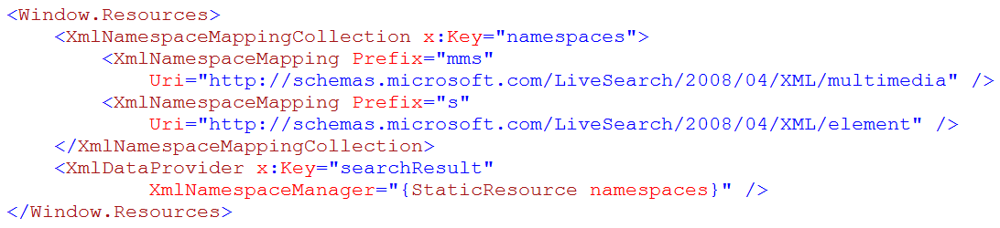 <Window.Resources>
    <XmlNamespaceMappingCollection x:Key="namespaces">
        <XmlNamespaceMapping Prefix="mms"
            Uri="http://schemas.microsoft.com/LiveSearch/2008/04/XML/multimedia" />
        <XmlNamespaceMapping Prefix="s"
            Uri="http://schemas.microsoft.com/LiveSearch/2008/04/XML/element" />
    </XmlNamespaceMappingCollection>
    <XmlDataProvider x:Key="searchResult"
            XmlNamespaceManager="{StaticResource namespaces}" />
</Window.Resources>